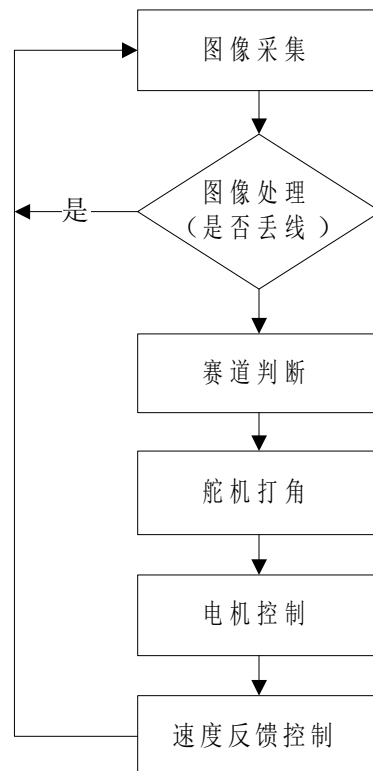 图像采集
图像处理
（是否丢线）
是
赛道判断
舵机打角
电机控制
速度反馈控制